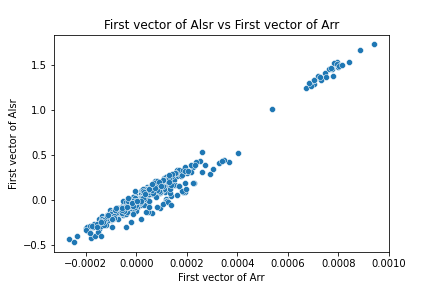 First vector of Alsr vs First vector of Arr
First vector of Alsr
1.5
1.0
0.5
0.0
−0.5
−0.0002 0.0000 0.0002 0.0004 0.0006 0.0008 0.0010
First vector of Arr